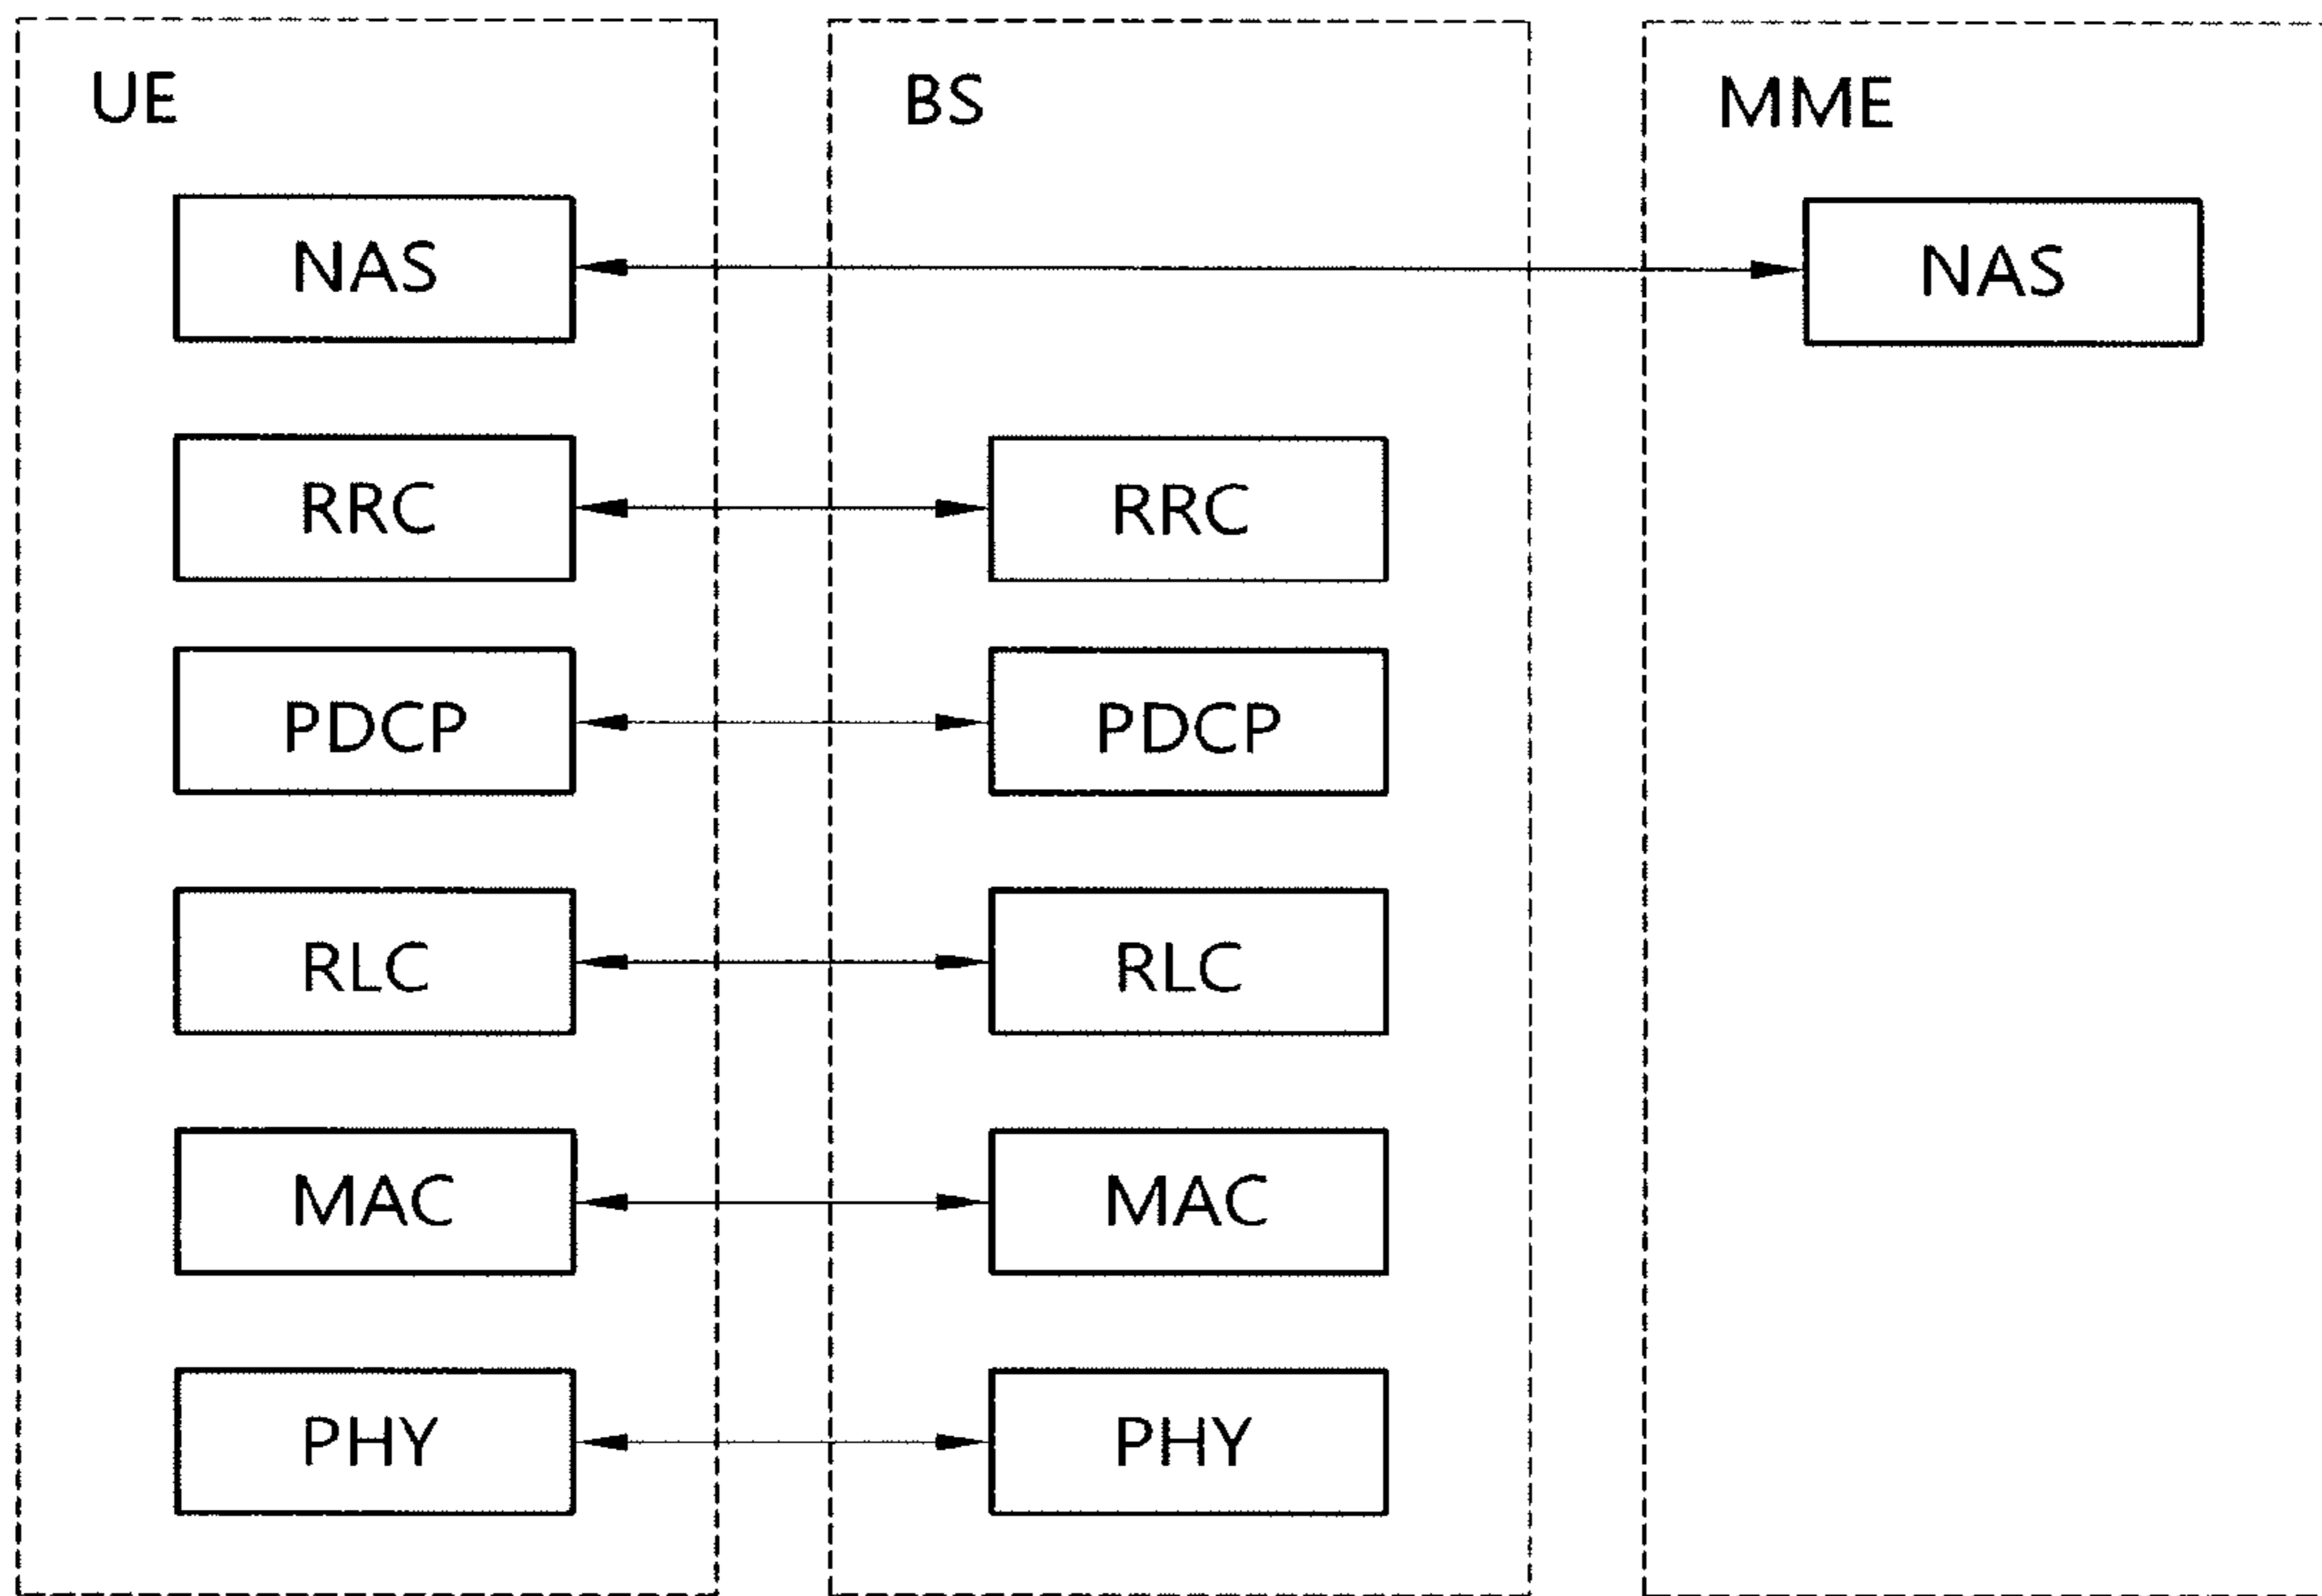 UE
BS
MME
NAS
NAS
RRC
RRC
PDCP
PDCP
RLC
RLC
MAC
MAC
PHY
PHY